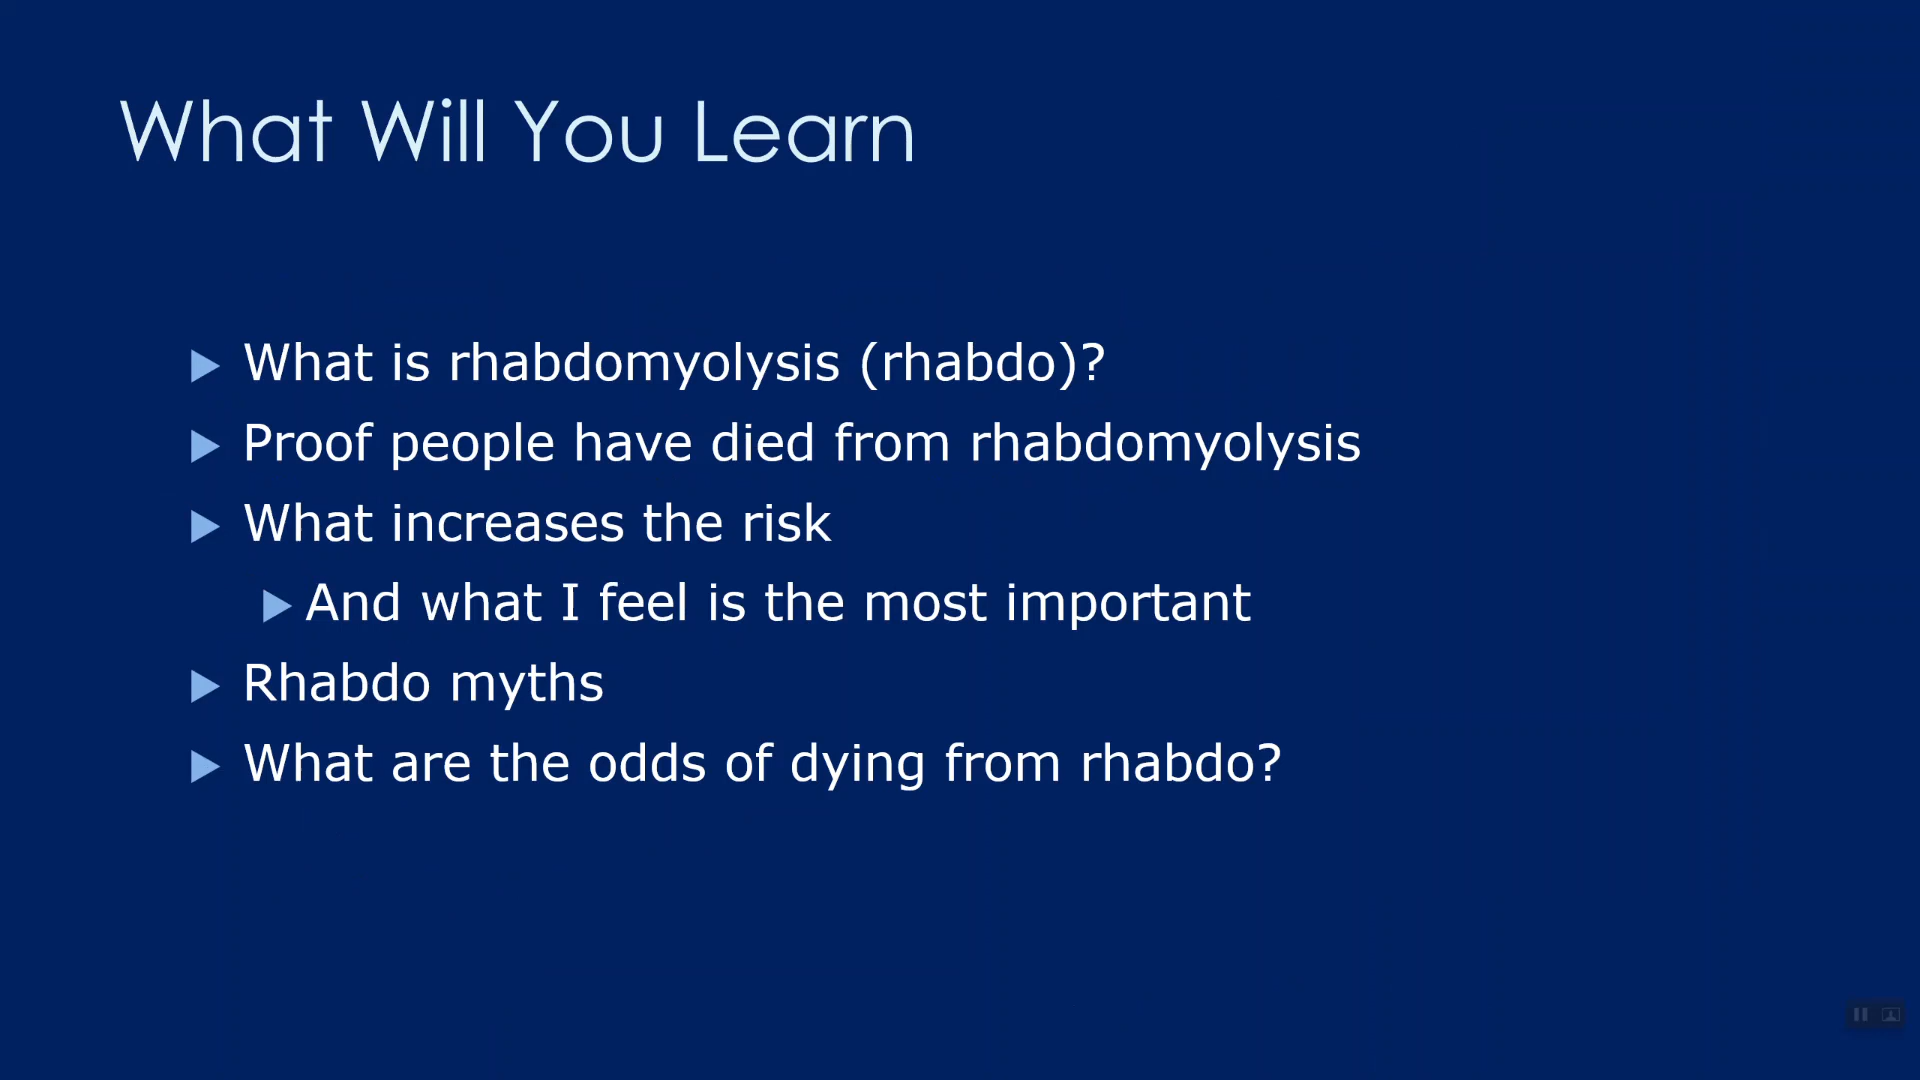 What Will You Learn
What is rhabdomyolysis (rhabdo)?
Proof people have died from rhabdomyolysis
What increases the risk
And what I feel is the most important
Rhabdo myths
What are the odds of dying from rhabdo?